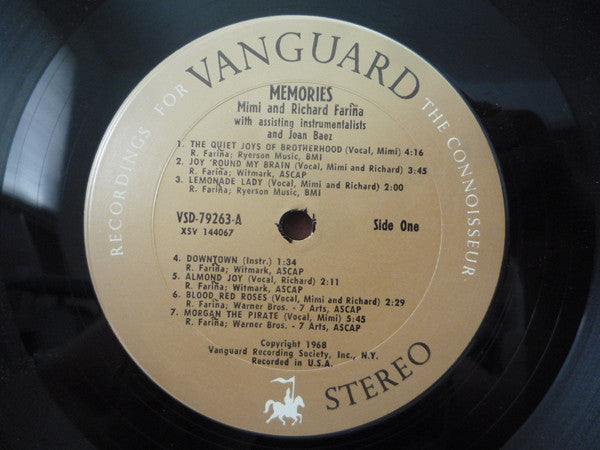 RECORDINGS FOR VANGUARD THE CONNOISSEUR
MEMORIES
Mimi and Richard Fariña
with assisting instrumentalists
and Joan Baez
1. THE QUIET JOYS OF BROTHERHOOD (Vocal, Mimi) 4:16
R. Fariña; Ryerson Music, BMI
2. JOY 'ROUND MY BRAIN (Vocal, Mimi and Richard) 3:45
R. Fariña; Witmark, ASCAP
3. LEMONADE LADY (Vocal, Mimi and Richard) 2:00
R. Fariña; Ryerson Music, BMI
VSD-79263-A Side One
XSV 144067
4. DOWNTOWN (Instr.) 1:34
R. Fariña; Witmark, ASCAP
5. ALMOND JOY (Vocal, Richard) 2:11
R. Fariña; Witmark, ASCAP
6. BLOOD RED ROSES (Vocal, Mimi and Richard) 2:29
R. Fariña; Warner Bros. - 7 Arts, ASCAP
7. MORGAN THE PIRATE (Vocal, Mimi) 5:45
R. Fariña; Warner Bros. - 7 Arts, ASCAP
Copyright 1968
Vanguard Recording Society, Inc., N.Y.
Recorded in U.S.A.
STEREO